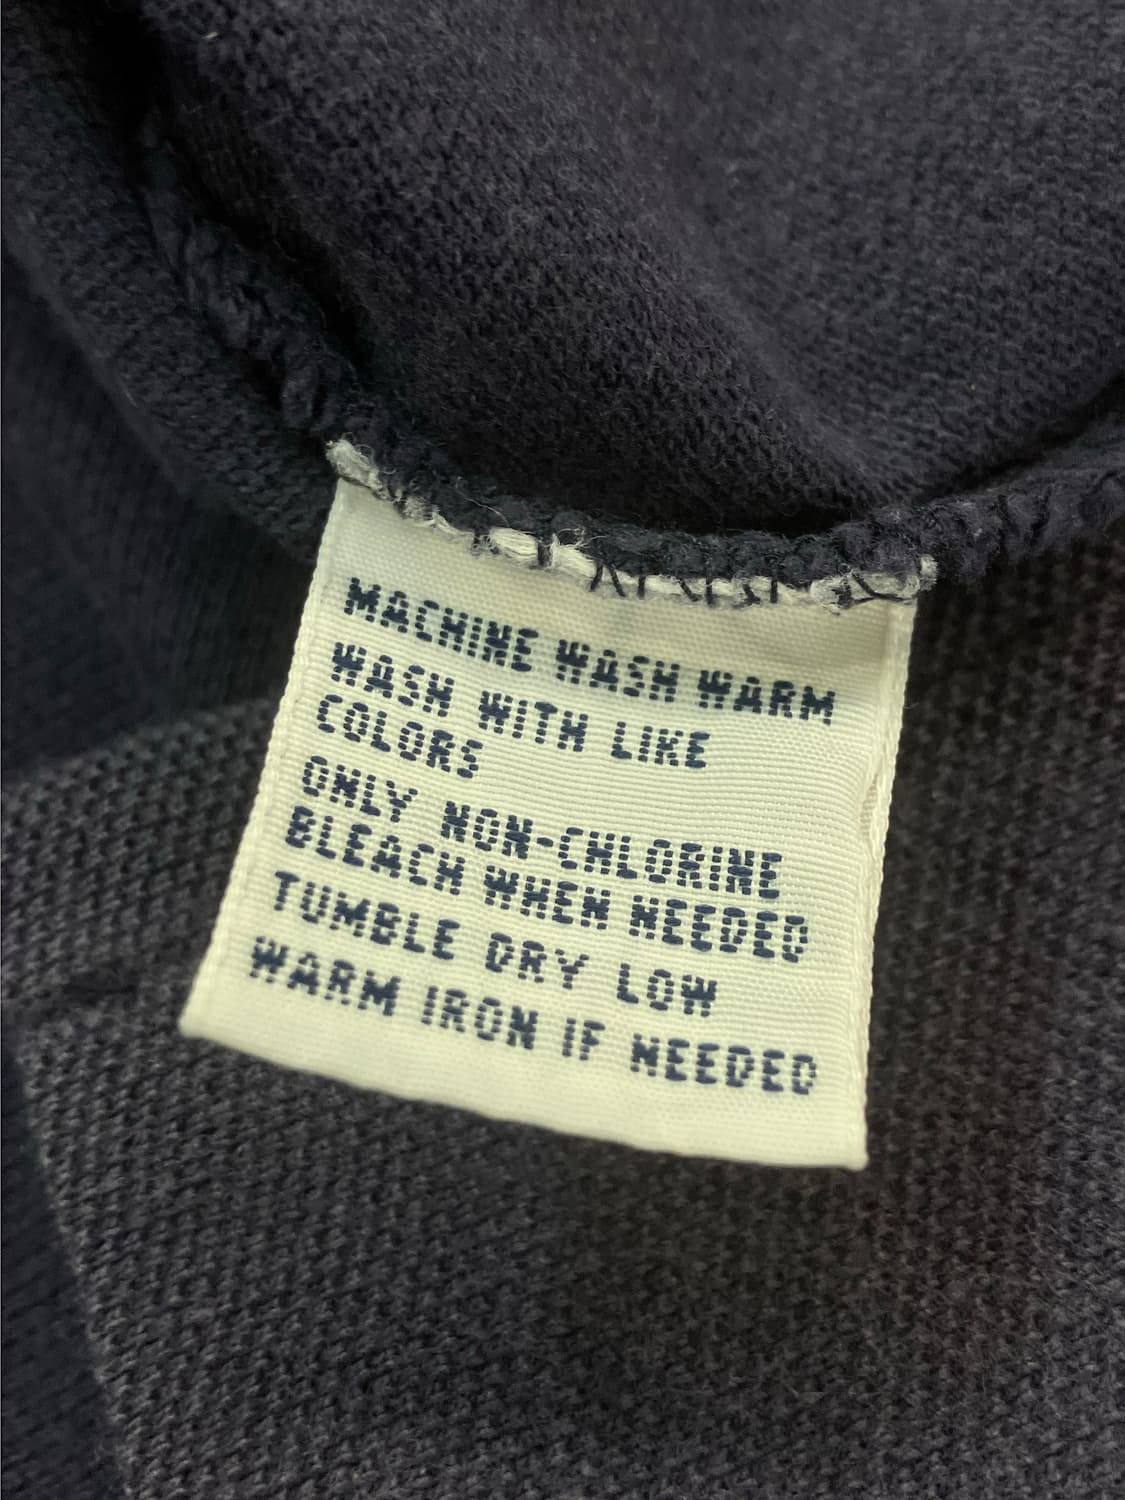 MACHINE WASH WARM
WASH WITH LIKE
COLORS
ONLY NON-CHLORINE
BLEACH WHEN NEEDED
TUMBLE DRY LOW
WARM IRON IF NEEDED